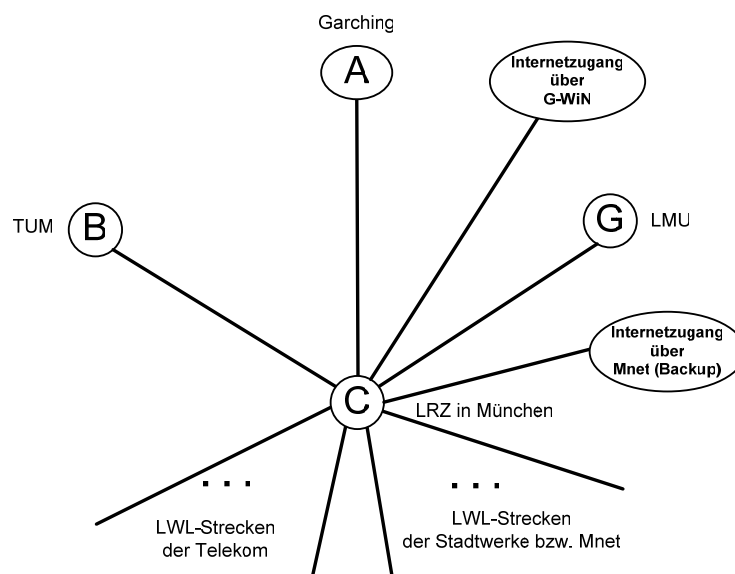 Garching
A
Internetzugang
über
G-WiN
TUM
B
G
LMU
Internetzugang
über
Mnet (Backup)
C
LRZ in München
. . .
. . .
LWL-Strecken
der Telekom
LWL-Strecken
der Stadtwerke bzw. Mnet